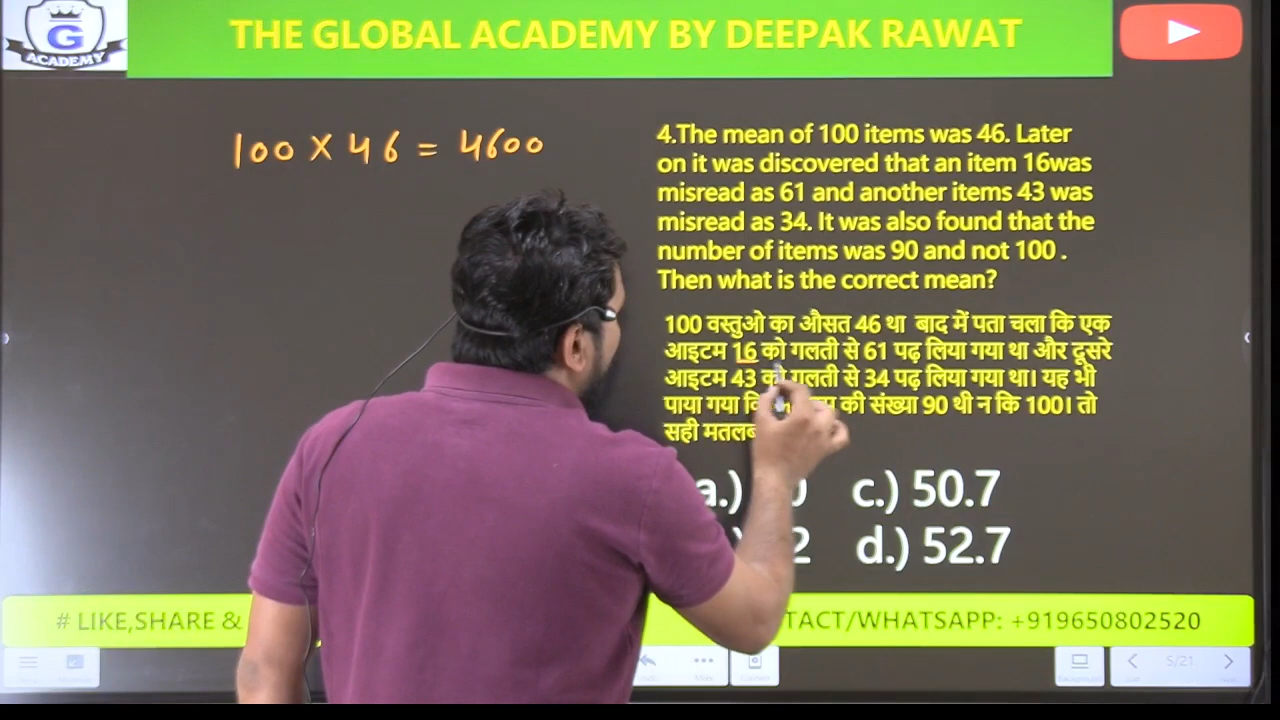 G
ACADEMY
THE GLOBAL ACADEMY BY DEEPAK RAWAT
100 X 46 = 4600
4.The mean of 100 items was 46. Later
on it was discovered that an item 16was
misread as 61 and another items 43 was
misread as 34. It was also found that the
number of items was 90 and not 100 .
Then what is the correct mean?
100 वस्तुओ का औसत 46 था बाद में पता चला कि एक
आइटम 16 को गलती से 61 पढ़ लिया गया था और दूसरे
आइटम 43 को गलती से 34 पढ़ लिया गया था। यह भी
पाया गया की संख्या 90 थी न कि 100। तो
सही
a.) c.) 50.7
d.) 52.7
# LIKE,SHARE & +919650802520
More
5/21